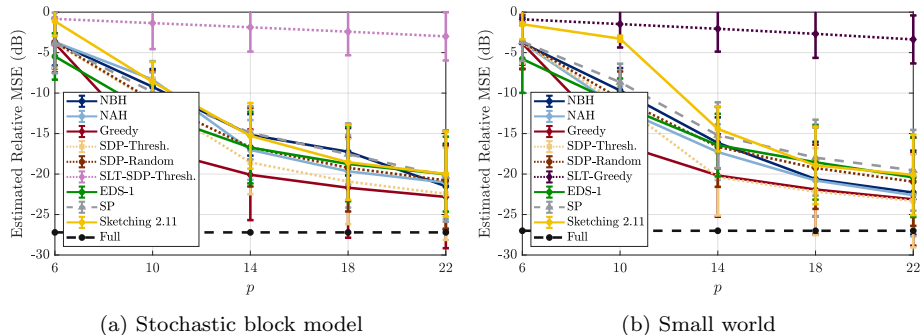 Estimated Relative MSE (dB)
0
-5
-10
-15
-20
-25
-30
NBH
NAH
Greedy
SDP-Thresh.
SDP-Random
SLT-SDP-Thresh.
EDS-1
SP
Sketching 2.11
Full
6 10 14 18 22
p
(a) Stochastic block model
Estimated Relative MSE (dB)
0
-5
-10
-15
-20
-25
-30
NBH
NAH
Greedy
SDP-Thresh.
SDP-Random
SLT-Greedy
EDS-1
SP
Sketching 2.11
Full
6 10 14 18 22
p
(b) Small world